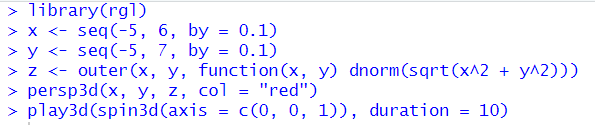 > library(rgl)
> x <- seq(-5, 6, by = 0.1)
> y <- seq(-5, 7, by = 0.1)
> z <- outer(x, y, function(x, y) dnorm(sqrt(x^2 + y^2)))
> persp3d(x, y, z, col = "red")
> play3d(spin3d(axis = c(0, 0, 1)), duration = 10)